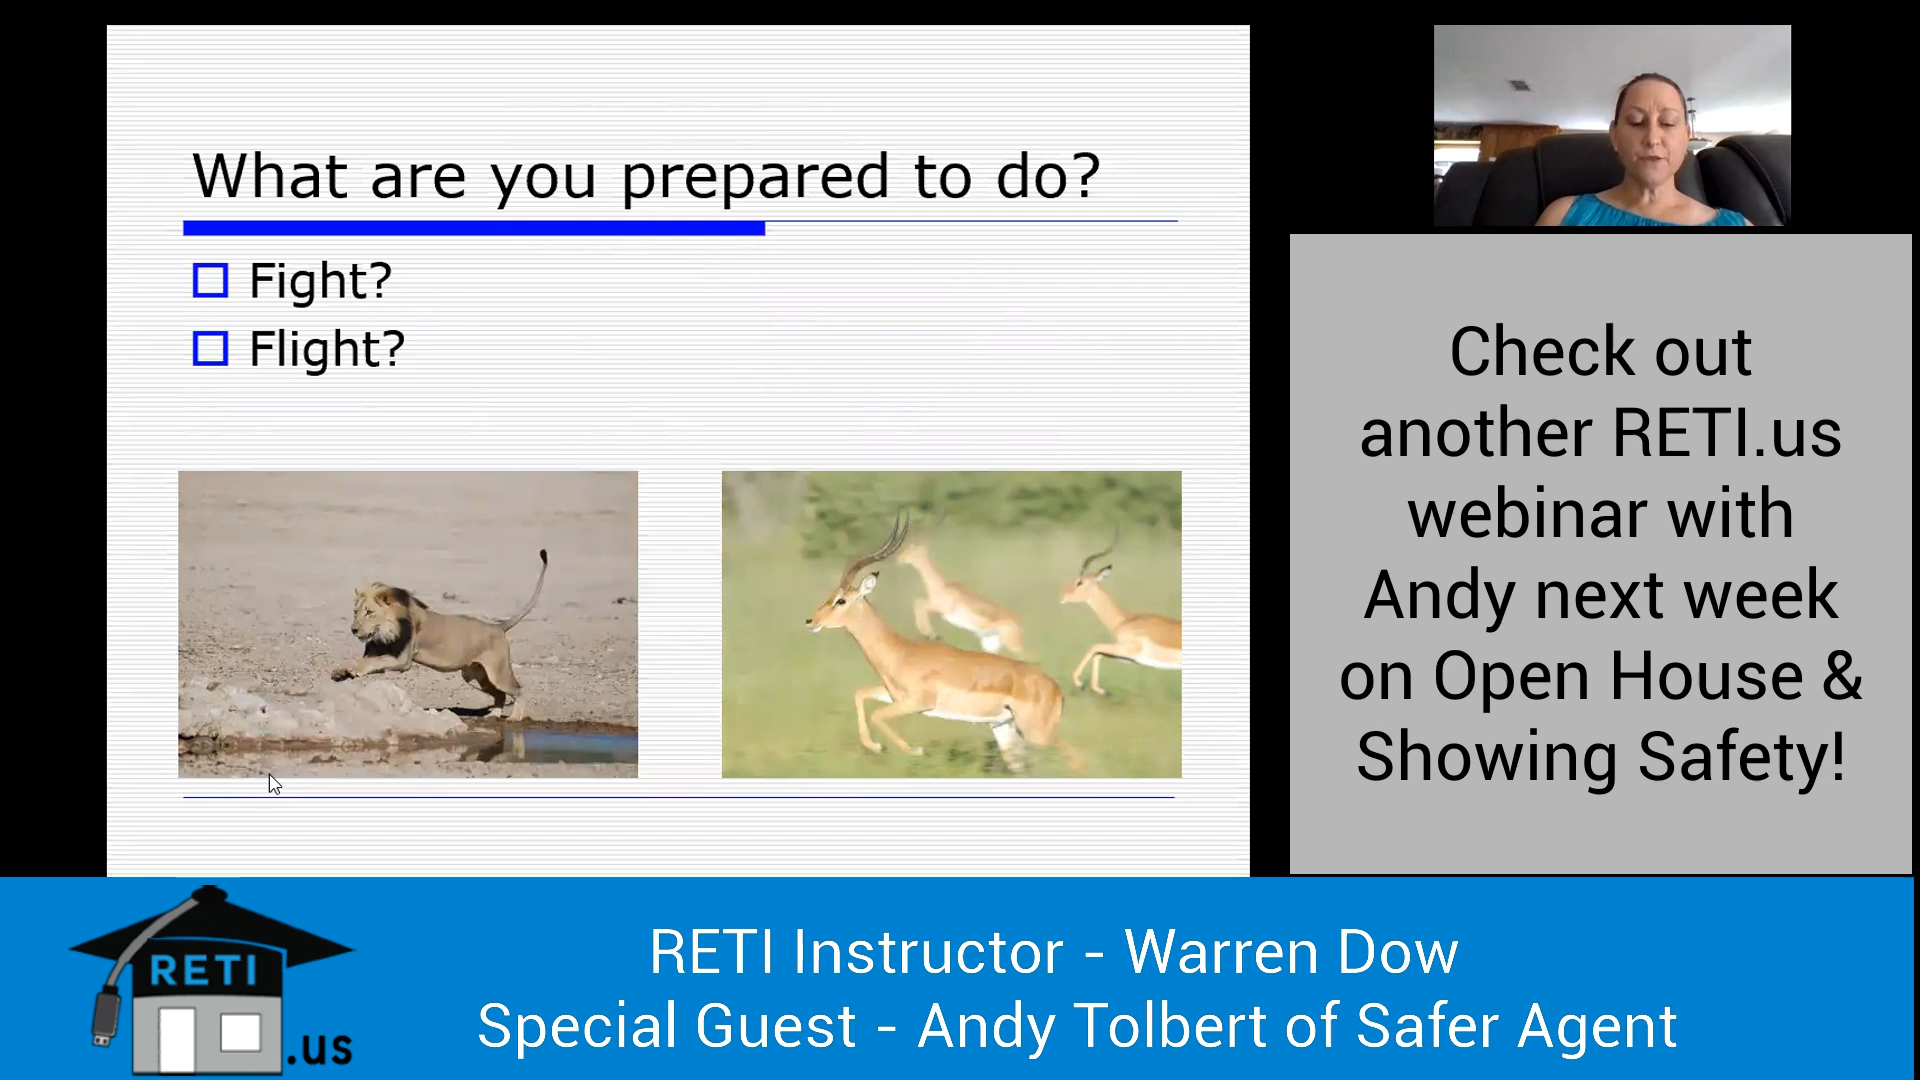 What are you prepared to do?
Fight?
Flight?
Check out
another RETI.us
webinar with
Andy next week
on Open House &
Showing Safety!
RETI
.us
RETI Instructor - Warren Dow
Special Guest - Andy Tolbert of Safer Agent